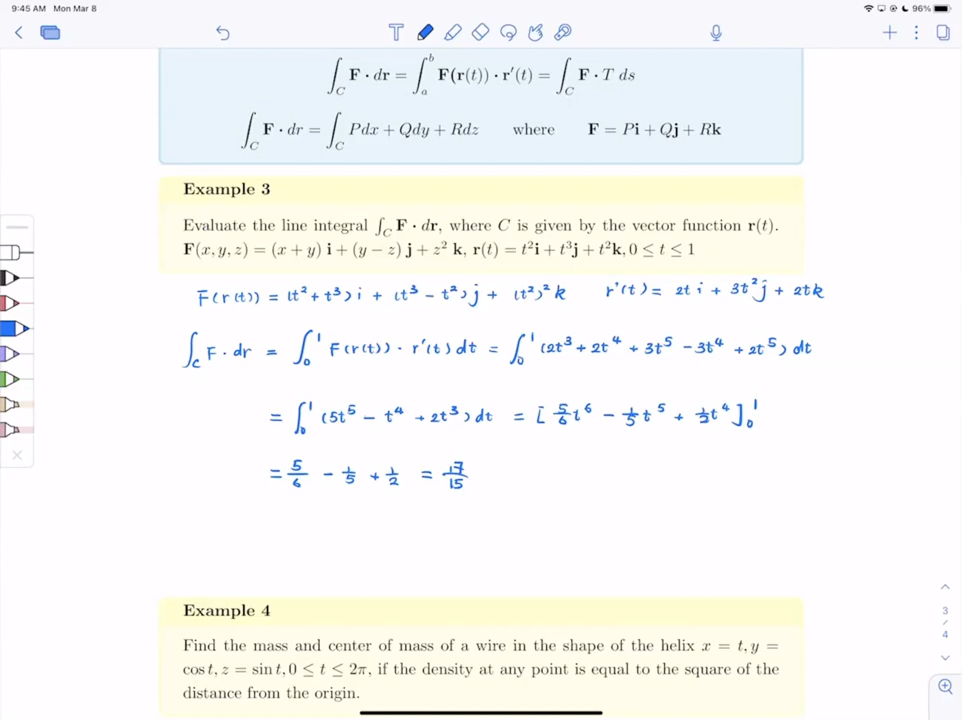 9:45 AM Mon Mar 8 96%
∫_C F · dr = ∫_a^b F(r(t)) · r′(t) = ∫_C F · T ds
∫_C F · dr = ∫_C Pdx + Qdy + Rdz where F = Pi + Qj + Rk
Example 3
Evaluate the line integral ∫_C F · dr, where C is given by the vector function r(t).
F(x, y, z) = (x + y) i + (y − z) j + z² k, r(t) = t²i + t³j + t²k, 0 ≤ t ≤ 1
F(r(t)) = (t² + t³)i + (t³ − t²)j + (t²)²k r′(t) = 2t i + 3t²j + 2tk
∫_C F · dr = ∫_0^1 F(r(t)) · r′(t) dt = ∫_0^1 (2t³ + 2t⁴ + 3t⁵ − 3t⁴ + 2t⁵) dt
= ∫_0^1 (5t⁵ − t⁴ + 2t³) dt = [5/6 t⁶ − 1/5 t⁵ + 1/2 t⁴]_0^1
= 5/6 − 1/5 + 1/2 = 17/15
3
/
4
Example 4
Find the mass and center of mass of a wire in the shape of the helix x = t, y =
cos t, z = sin t, 0 ≤ t ≤ 2π, if the density at any point is equal to the square of the
distance from the origin.